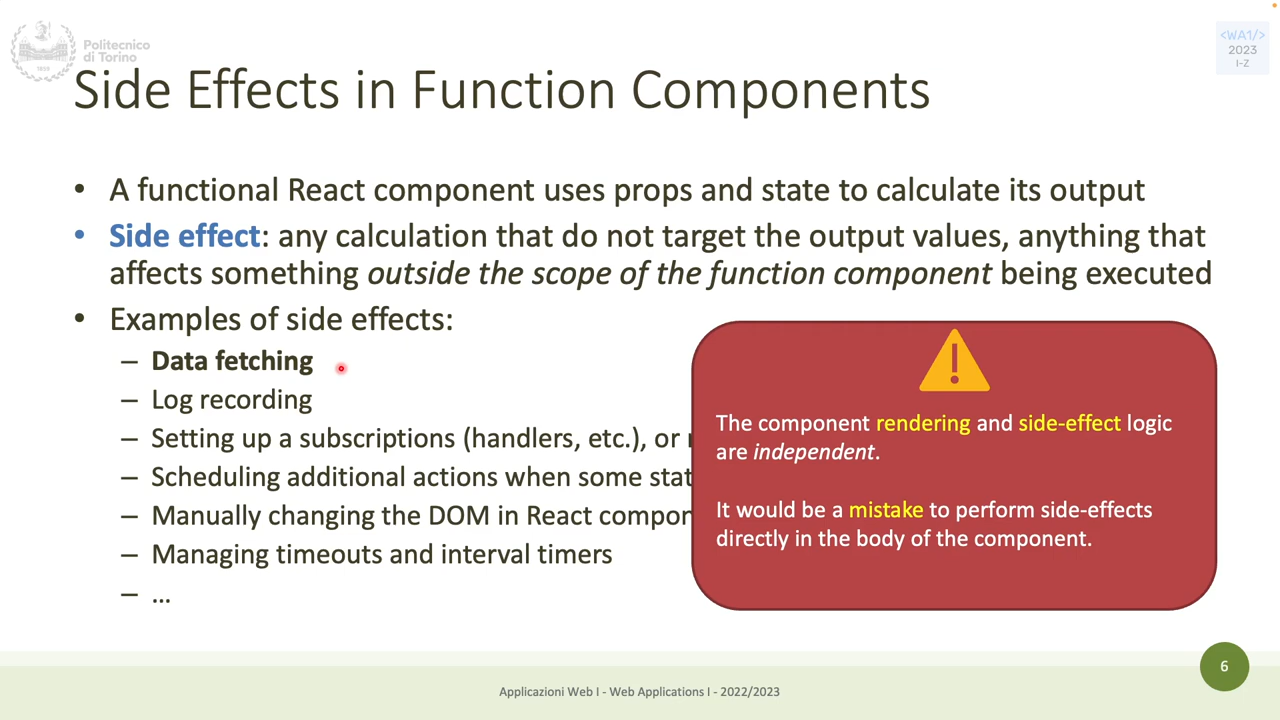 Politecnico
di Torino
1859
<WA1/>
2023
I-Z
Side Effects in Function Components
• A functional React component uses props and state to calculate its output
• Side effect: any calculation that do not target the output values, anything that
affects something outside the scope of the function component being executed
• Examples of side effects:
– Data fetching
– Log recording
– Setting up a subscriptions (handlers, etc.), or
– Scheduling additional actions when some stat
– Manually changing the DOM in React compon
– Managing timeouts and interval timers
– ...
The component rendering and side-effect logic
are independent.
It would be a mistake to perform side-effects
directly in the body of the component.
6
Applicazioni Web I - Web Applications I - 2022/2023